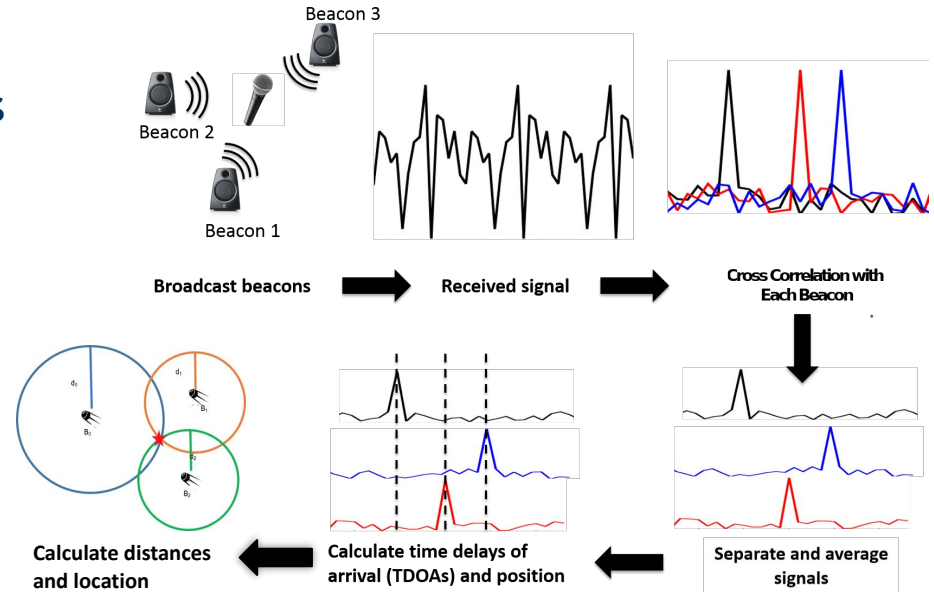 s
Beacon 3
Beacon 2
Beacon 1
Broadcast beacons
Received signal
Cross Correlation with
Each Beacon
d₀
B₀
d₁
B₁
d₂
B₂
Calculate distances
and location
Calculate time delays of
arrival (TDOAs) and position
Separate and average
signals